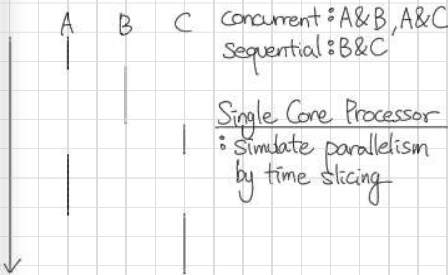 A B C
Concurrent : A&B, A&C
Sequential : B&C
Single Core Processor
: Simulate parallelism
by time slicing